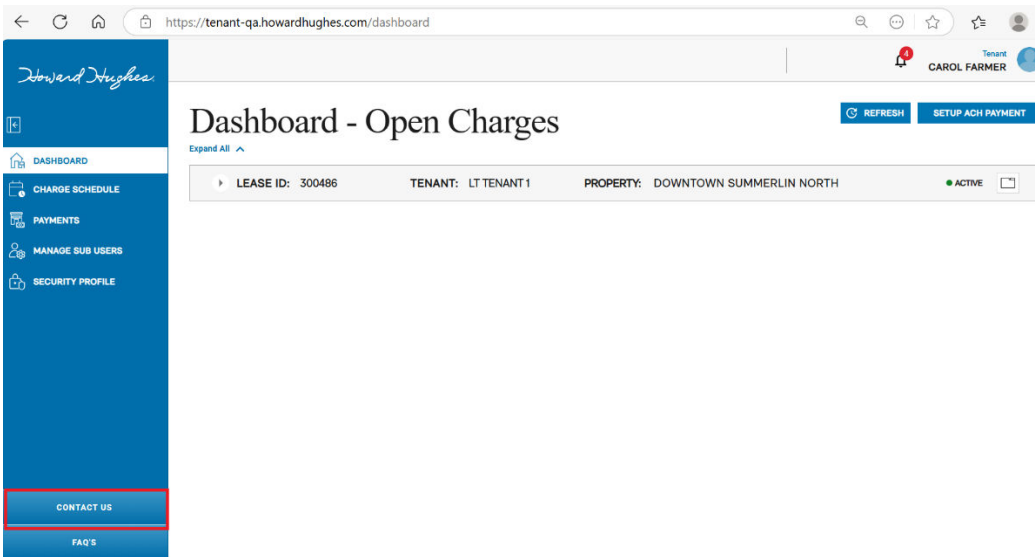 https://tenant-qa.howardhughes.com/dashboard
Howard Hughes.
4
Tenant
CAROL FARMER
Dashboard - Open Charges
REFRESH
SETUP ACH PAYMENT
Expand All
DASHBOARD
LEASE ID: 300486 TENANT: LT TENANT 1 PROPERTY: DOWNTOWN SUMMERLIN NORTH ACTIVE
CHARGE SCHEDULE
PAYMENTS
MANAGE SUB USERS
SECURITY PROFILE
CONTACT US
FAQ'S